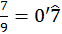 7/9 = 0'7̂